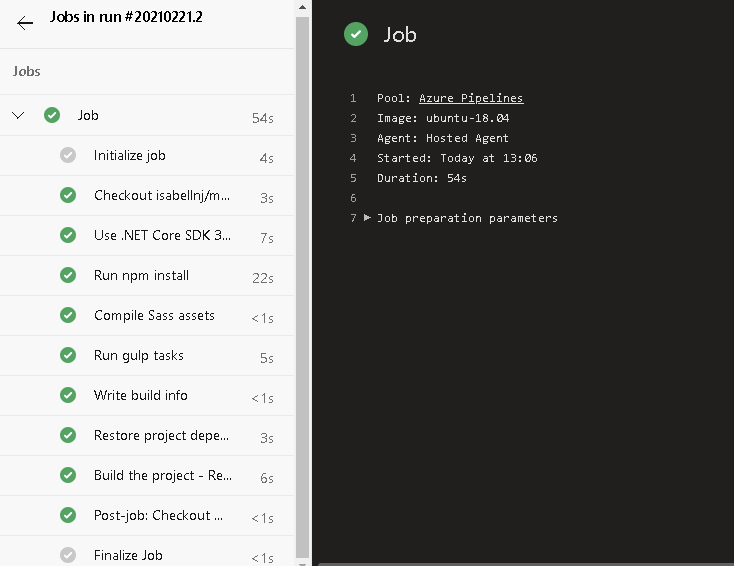 Jobs in run #20210221.2
Jobs
Job 54s
Initialize job 4s
Checkout isabellnj/m... 3s
Use .NET Core SDK 3... 7s
Run npm install 22s
Compile Sass assets <1s
Run gulp tasks 5s
Write build info <1s
Restore project depe... 3s
Build the project - Re... 6s
Post-job: Checkout ... <1s
Finalize Job <1s
Job
1 Pool: Azure Pipelines
2 Image: ubuntu-18.04
3 Agent: Hosted Agent
4 Started: Today at 13:06
5 Duration: 54s
6
7 Job preparation parameters